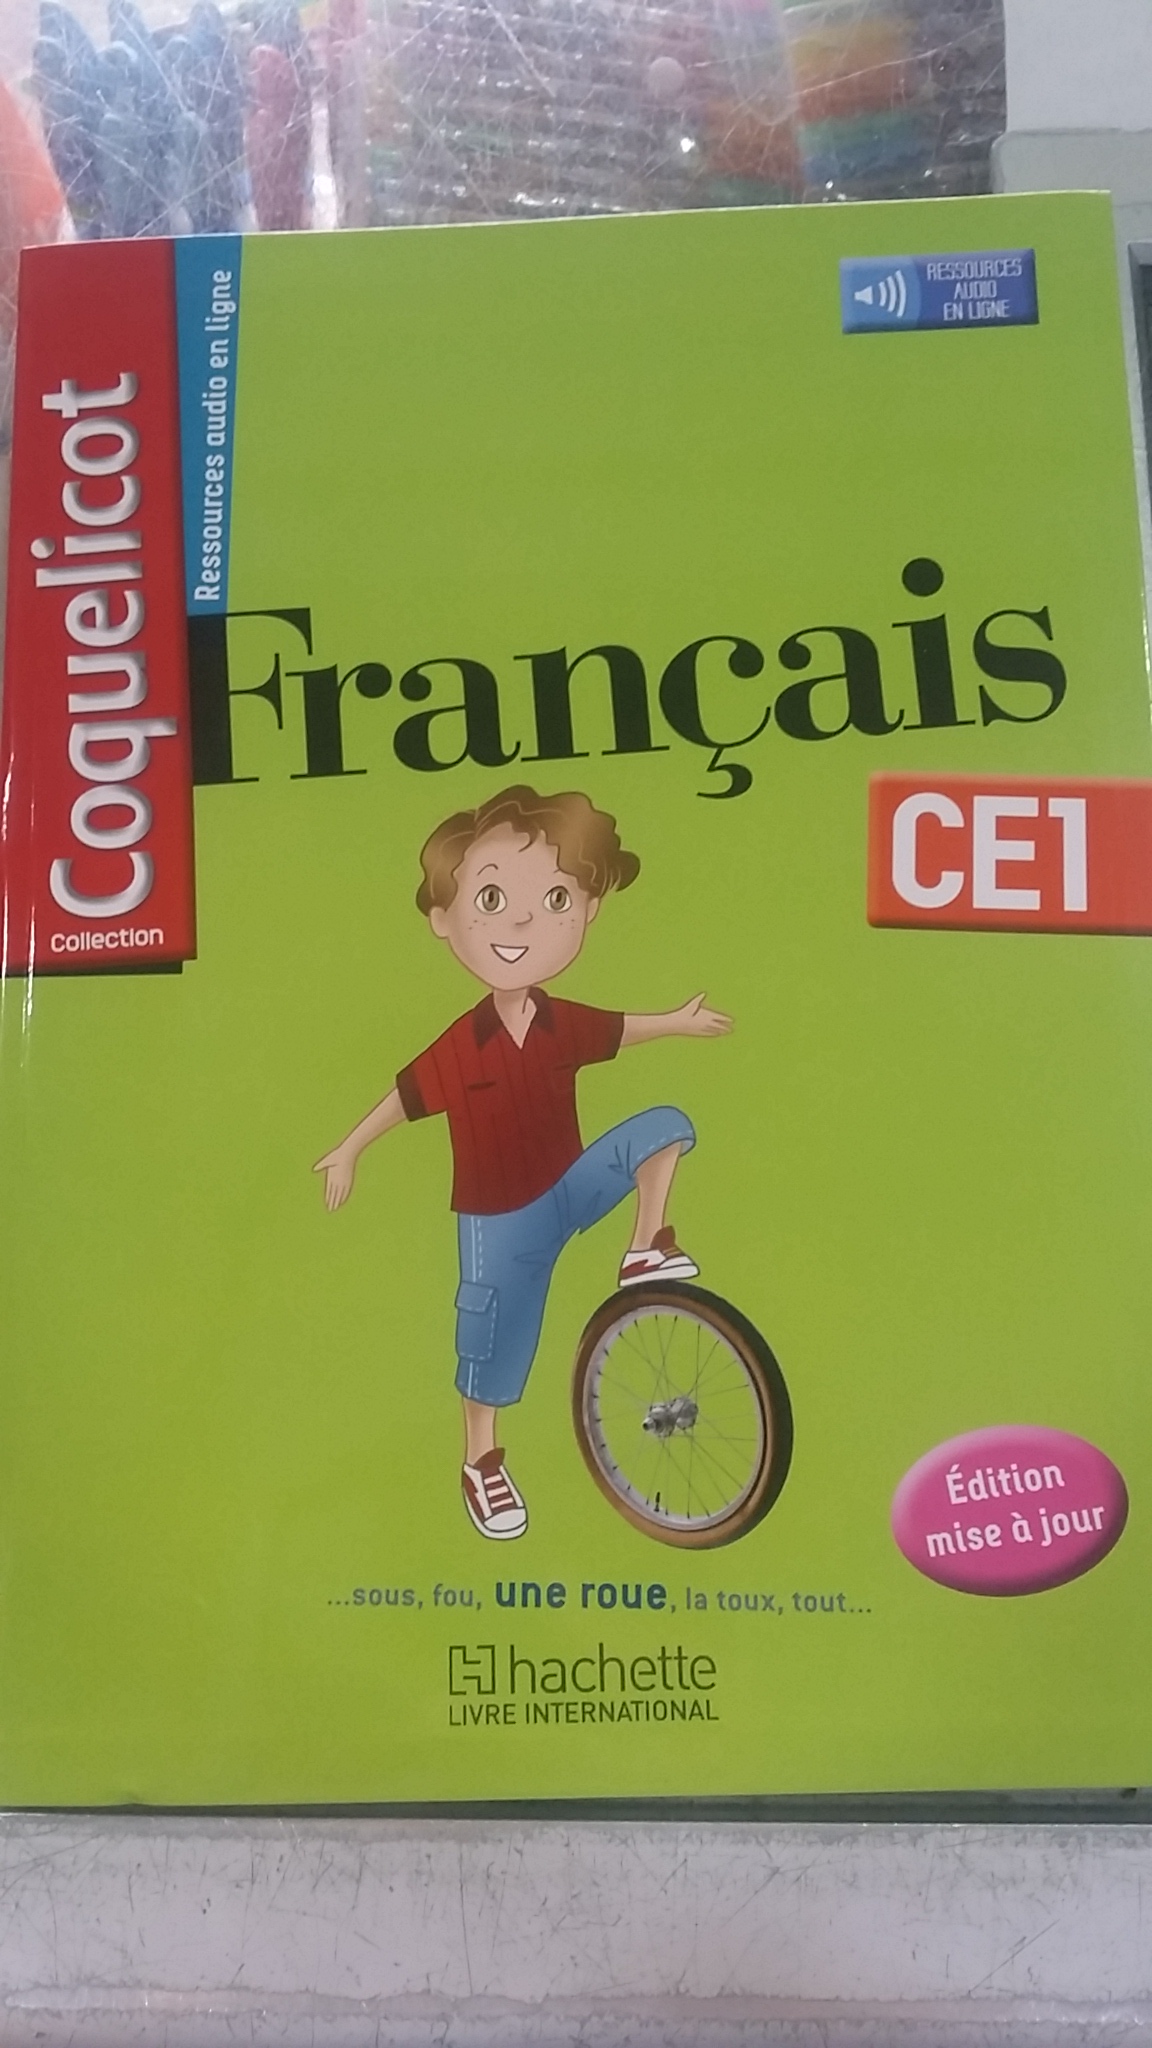 Collection
Coquelicot
Ressources audio en ligne
RESSOURCES
AUDIO
EN LIGNE
Français
CE1
Édition
mise à jour
...sous, fou, une roue, la toux, tout...
hachette
LIVRE INTERNATIONAL